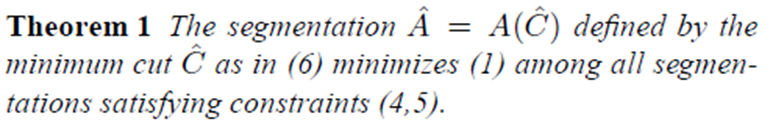 Theorem 1 The segmentation Â = A(Ĉ) defined by the
minimum cut Ĉ as in (6) minimizes (1) among all segmen-
tations satisfying constraints (4,5).